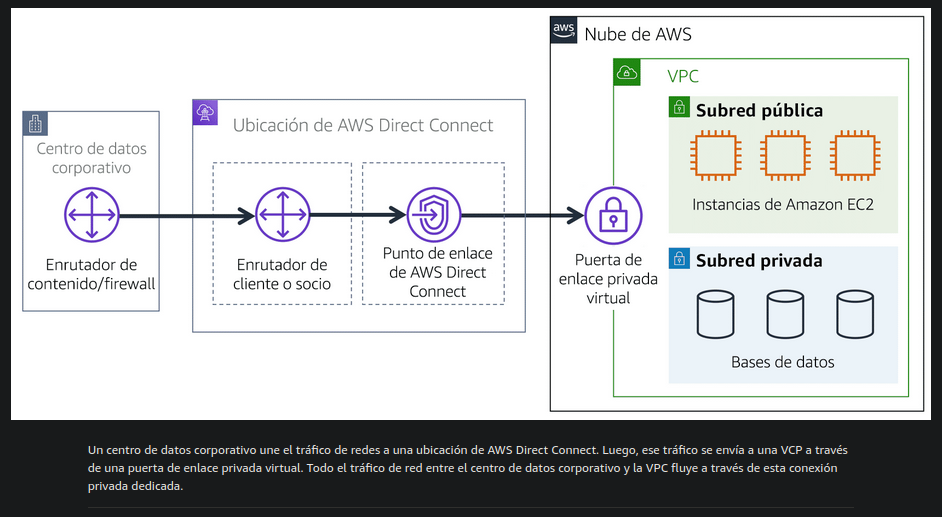 aws
Nube de AWS
VPC
Subred pública
Instancias de Amazon EC2
Subred privada
Bases de datos
Ubicación de AWS Direct Connect
Centro de datos
corporativo
Enrutador de
contenido/firewall
Enrutador de
cliente o socio
Punto de enlace
de AWS Direct
Connect
Puerta de
enlace privada
virtual
Un centro de datos corporativo une el tráfico de redes a una ubicación de AWS Direct Connect. Luego, ese tráfico se envía a una VCP a través
de una puerta de enlace privada virtual. Todo el tráfico de red entre el centro de datos corporativo y la VPC fluye a través de esta conexión
privada dedicada.